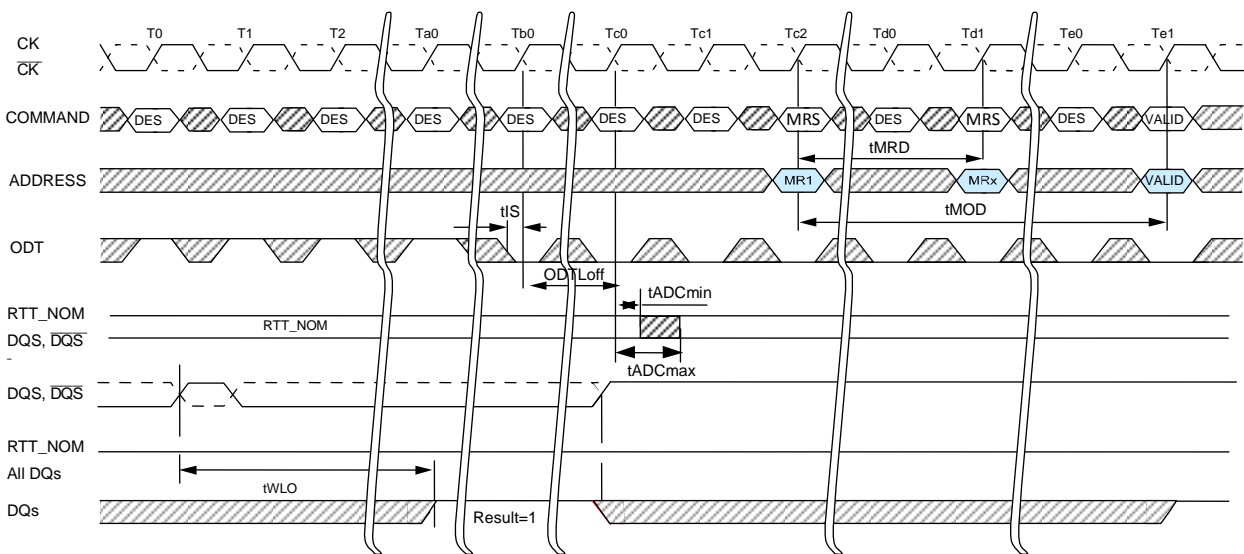 T0 T1 T2 Ta0 Tb0 Tc0 Tc1 Tc2 Td0 Td1 Te0 Te1
CK
CK
COMMAND DES DES DES DES DES DES DES MRS DES MRS DES VALID
tMRD
ADDRESS MR1 MRx VALID
tIS tMOD
ODT
ODTLoff
tADCmin
RTT_NOM
RTT_NOM
DQS, DQS
tADCmax
DQS, DQS
RTT_NOM
All DQs
tWLO
DQs Result=1